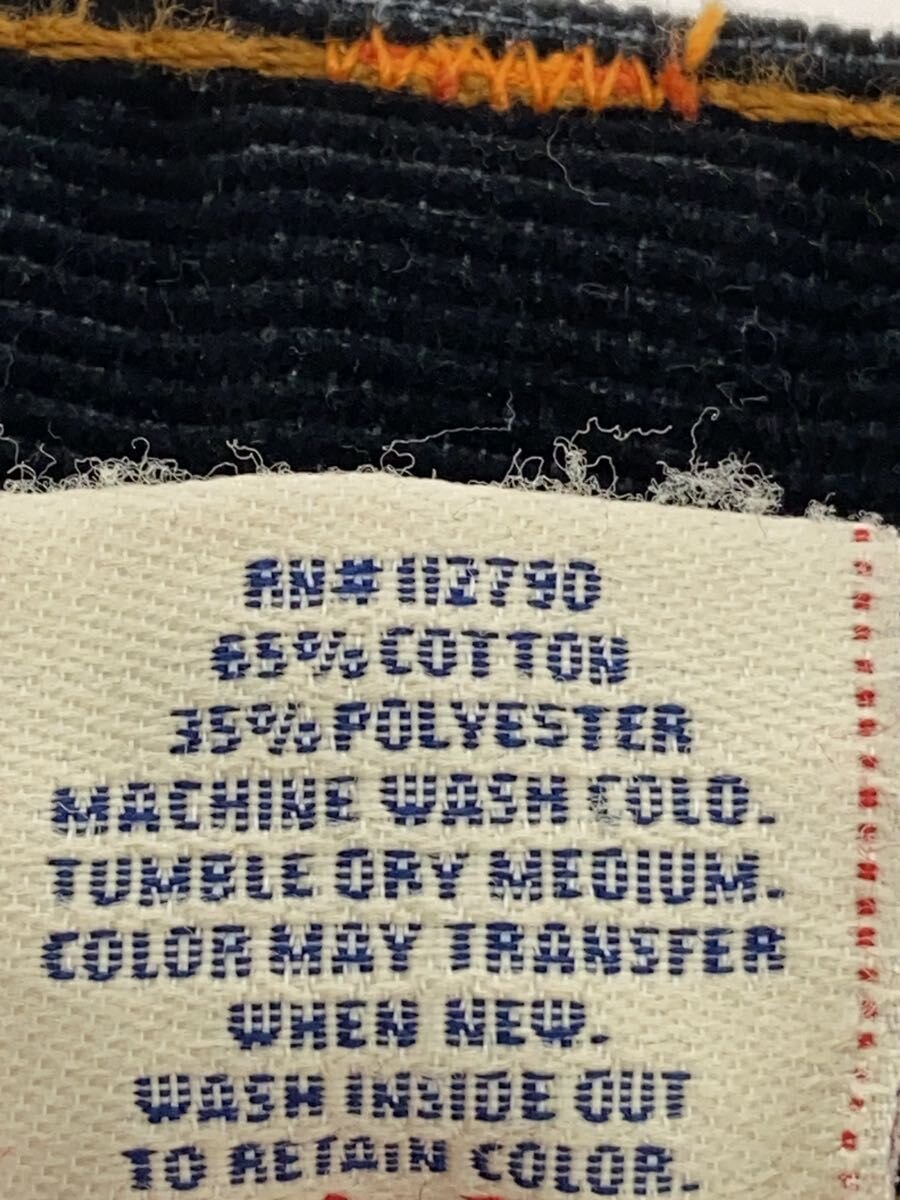 RN# 112790
65% COTTON
35% POLYESTER
MACHINE WASH COLD.
TUMBLE DRY MEDIUM.
COLOR MAY TRANSFER
WHEN NEW.
WASH INSIDE OUT
TO RETAIN COLOR.